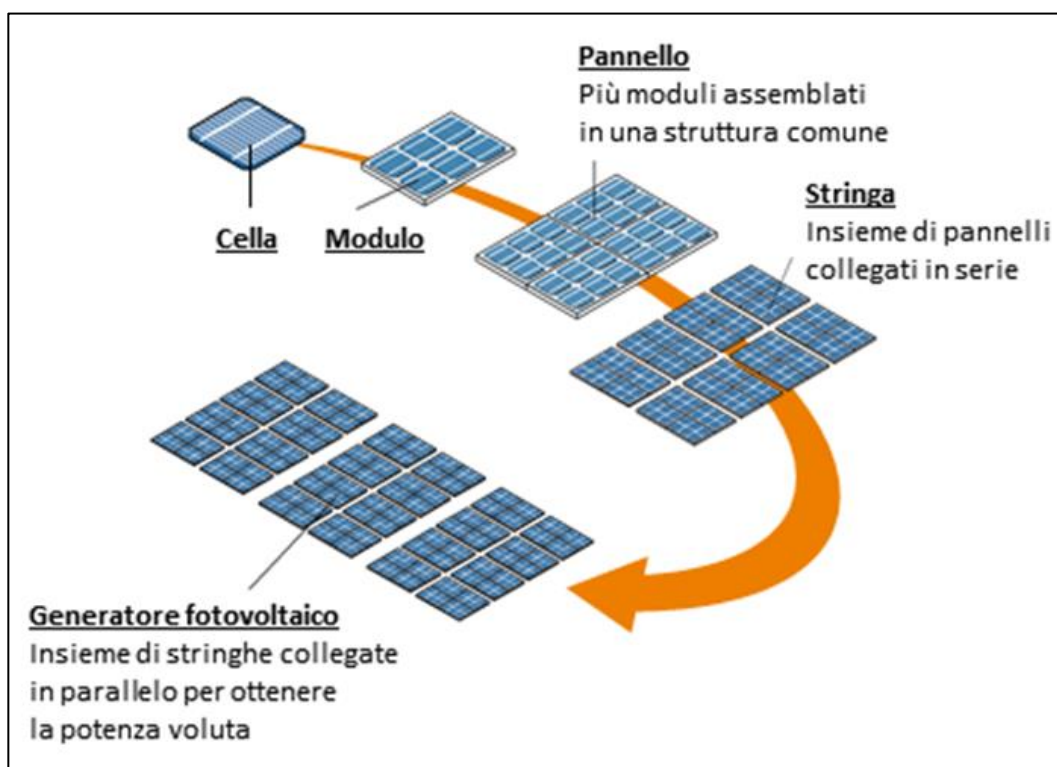 Pannello
Più moduli assemblati
in una struttura comune
Stringa
Insieme di pannelli
collegati in serie
Cella
Modulo
Generatore fotovoltaico
Insieme di stringhe collegate
in parallelo per ottenere
la potenza voluta